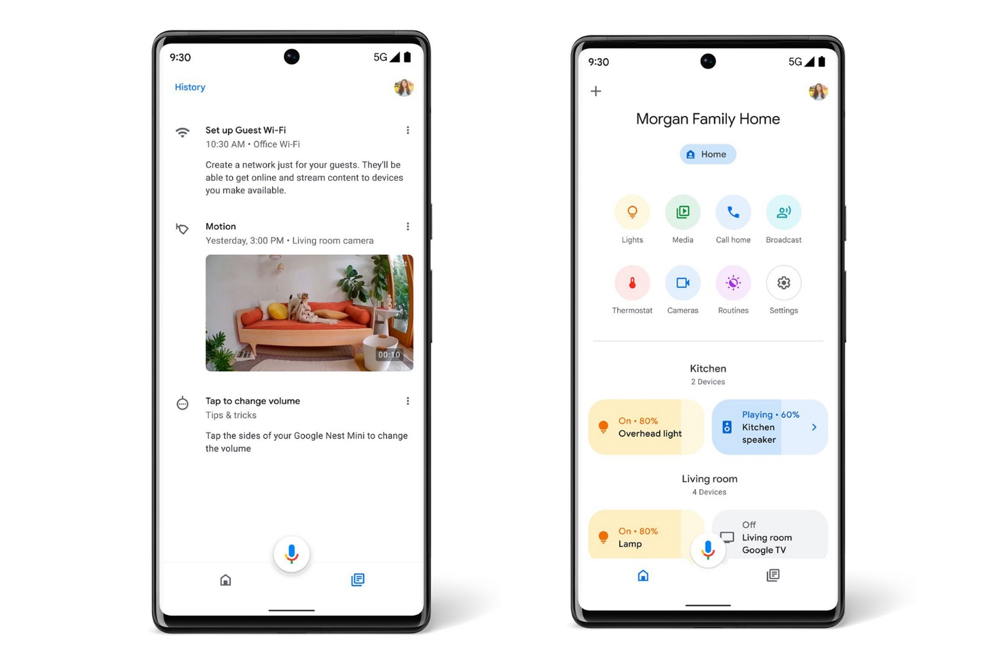 9:30
5G
History
Set up Guest Wi-Fi
10:30 AM • Office Wi-Fi
Create a network just for your guests. They'll be
able to get online and stream content to devices
you make available.
Motion
Yesterday, 3:00 PM • Living room camera
00:10
Tap to change volume
Tips & tricks
Tap the sides of your Google Nest Mini to change
the volume
9:30
5G
Morgan Family Home
Home
Lights
Media
Call home
Broadcast
Thermostat
Cameras
Routines
Settings
Kitchen
2 Devices
On • 80%
Overhead light
Playing • 60%
Kitchen
speaker
Living room
4 Devices
On • 80%
Lamp
Off
Living room
Google TV